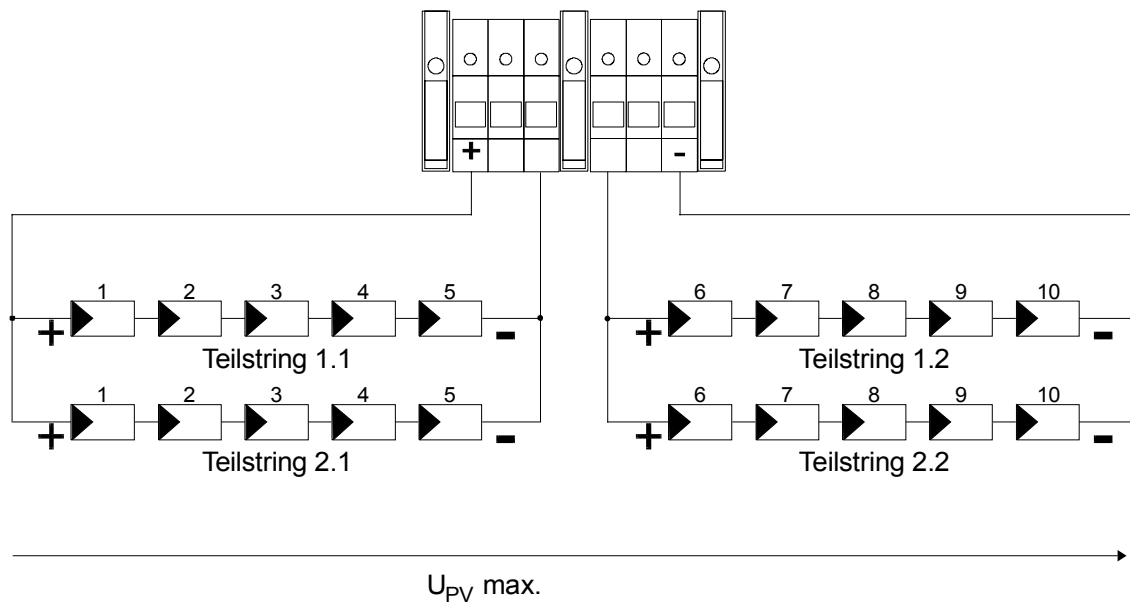 + -
1 2 3 4 5 6 7 8 9 10
+ - + -
Teilstring 1.1 Teilstring 1.2
1 2 3 4 5 6 7 8 9 10
+ - + -
Teilstring 2.1 Teilstring 2.2
UPV max.